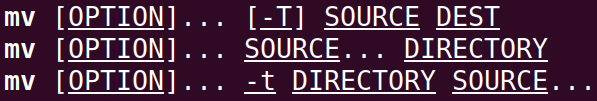 mv [OPTION]... [-T] SOURCE DEST
mv [OPTION]... SOURCE... DIRECTORY
mv [OPTION]... -t DIRECTORY SOURCE...